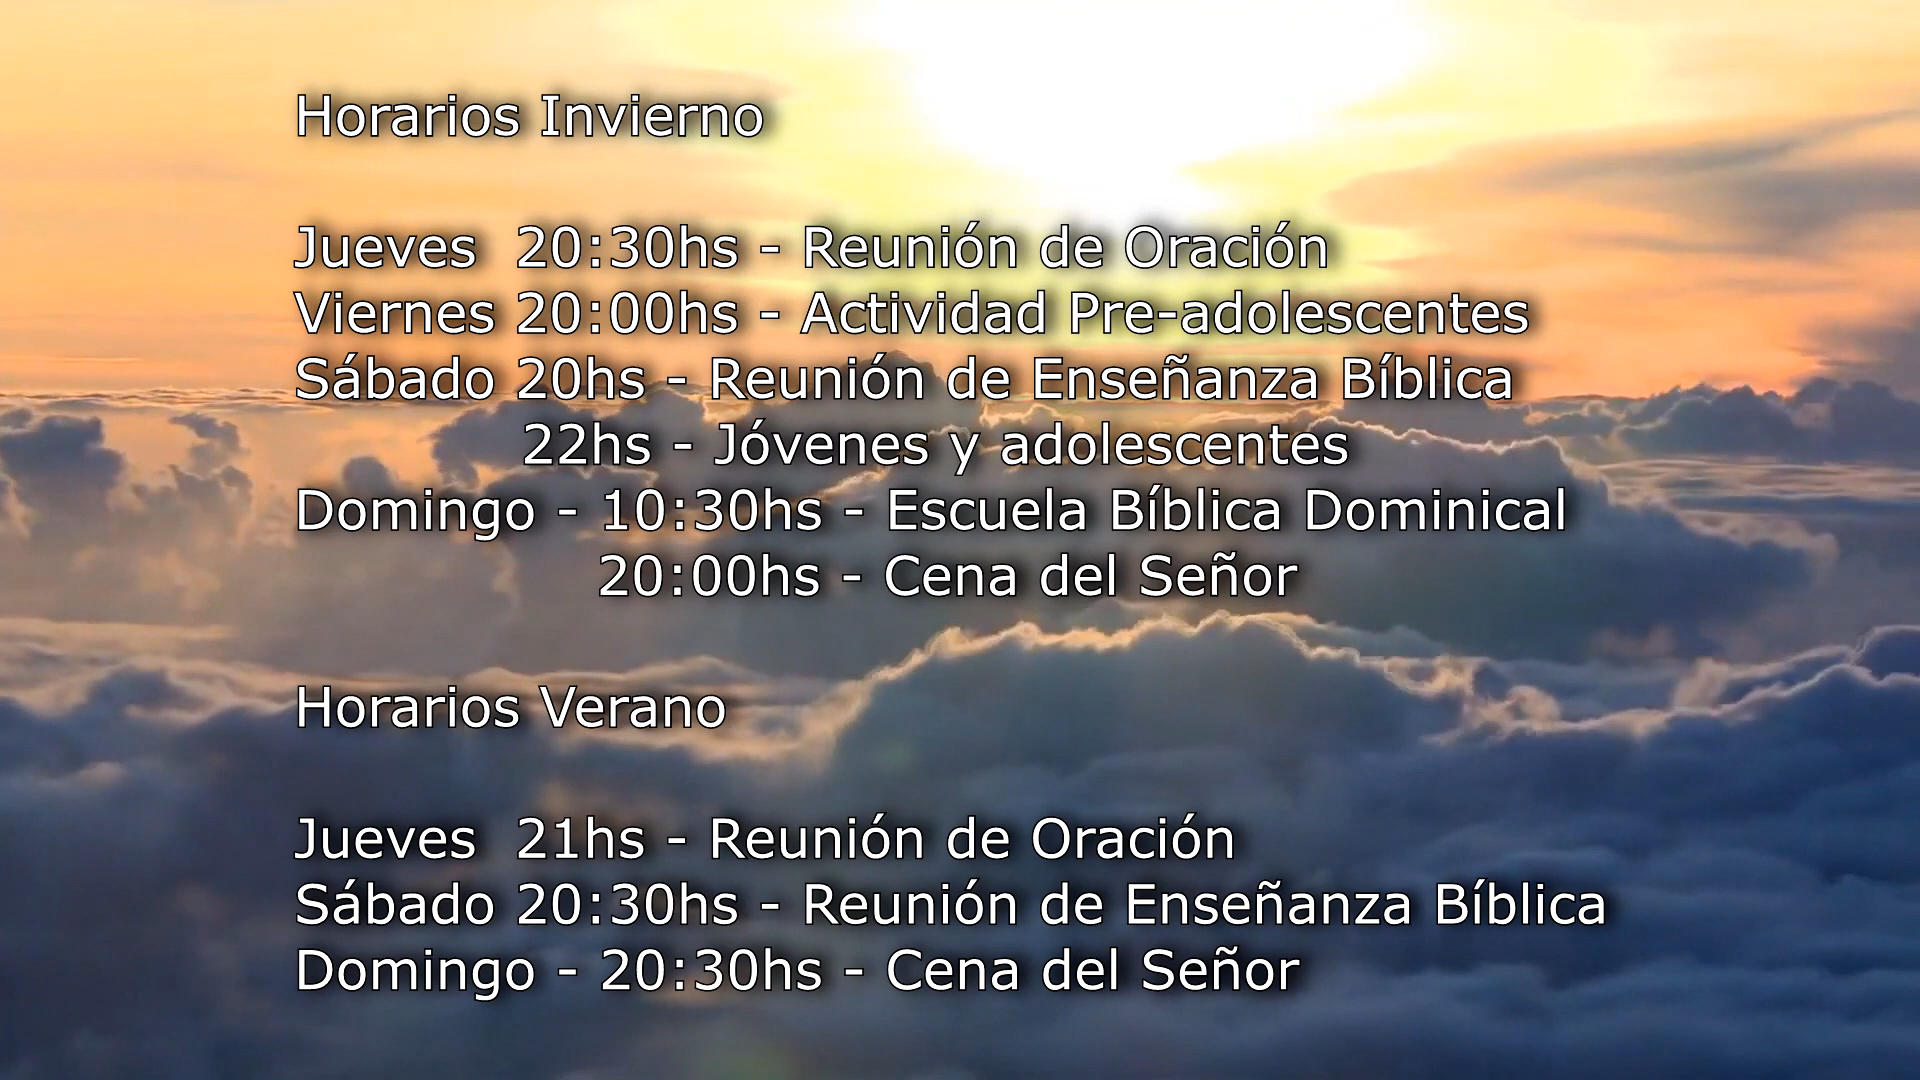 Horarios Invierno
Jueves  20:30hs - Reunión de Oración
Viernes 20:00hs - Actividad Pre-adolescentes
Sábado 20hs - Reunión de Enseñanza Bíblica
22hs - Jóvenes y adolescentes
Domingo - 10:30hs - Escuela Bíblica Dominical
20:00hs - Cena del Señor
Horarios Verano
Jueves  21hs - Reunión de Oración
Sábado 20:30hs - Reunión de Enseñanza Bíblica
Domingo - 20:30hs - Cena del Señor